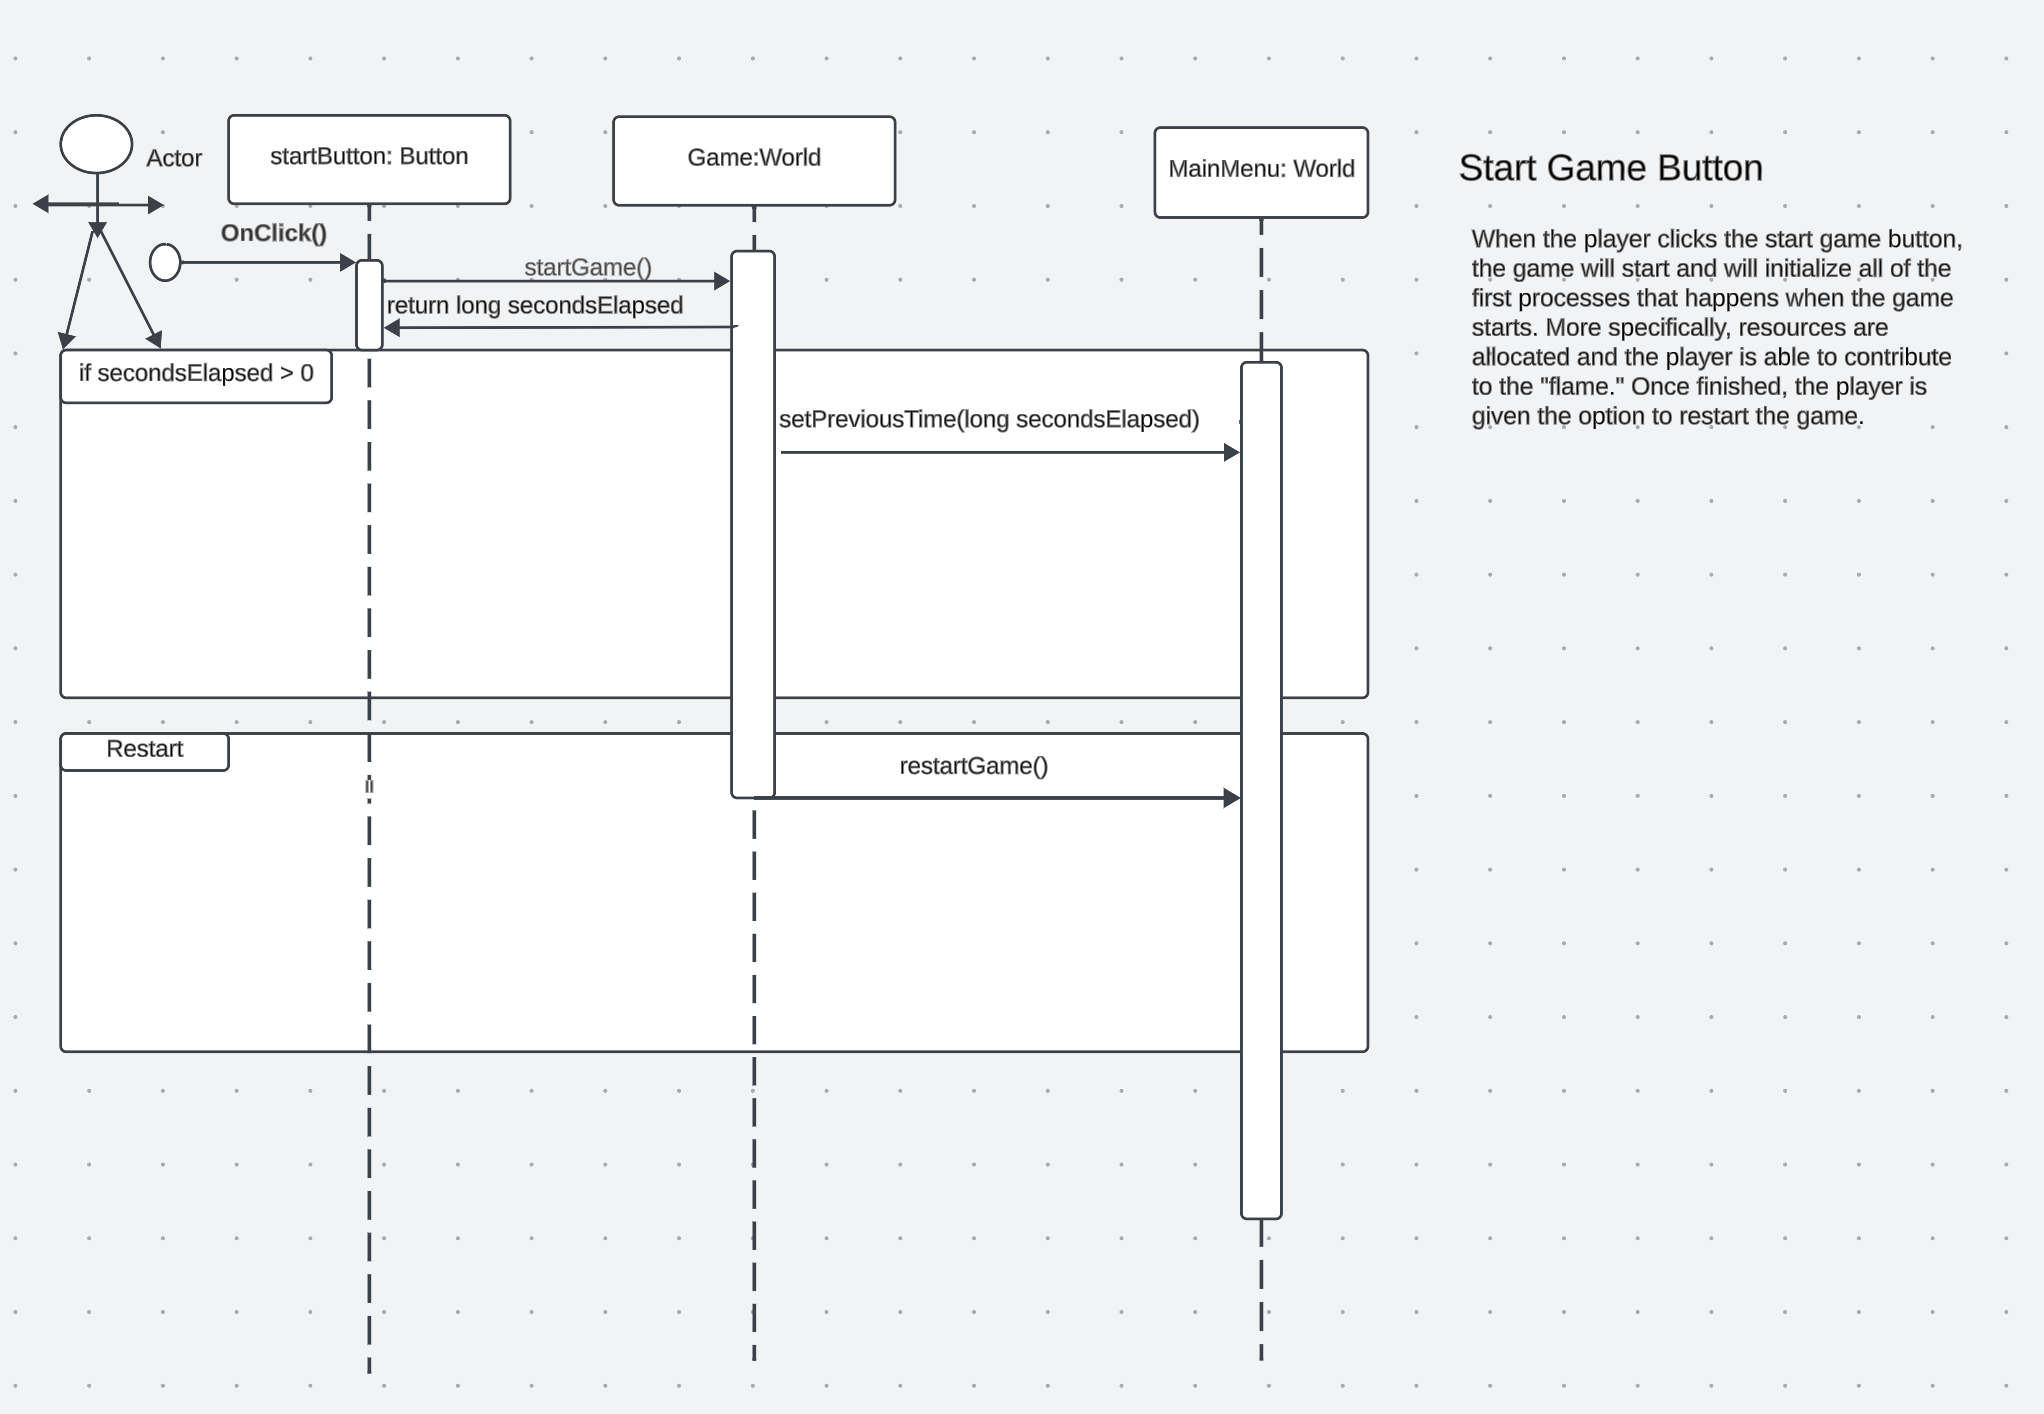 Actor
startButton: Button
Game:World
MainMenu: World
Start Game Button
OnClick()
startGame()
return long secondsElapsed
When the player clicks the start game button,
the game will start and will initialize all of the
first processes that happens when the game
starts. More specifically, resources are
allocated and the player is able to contribute
to the "flame." Once finished, the player is
given the option to restart the game.
if secondsElapsed > 0
setPreviousTime(long secondsElapsed)
Restart
restartGame()